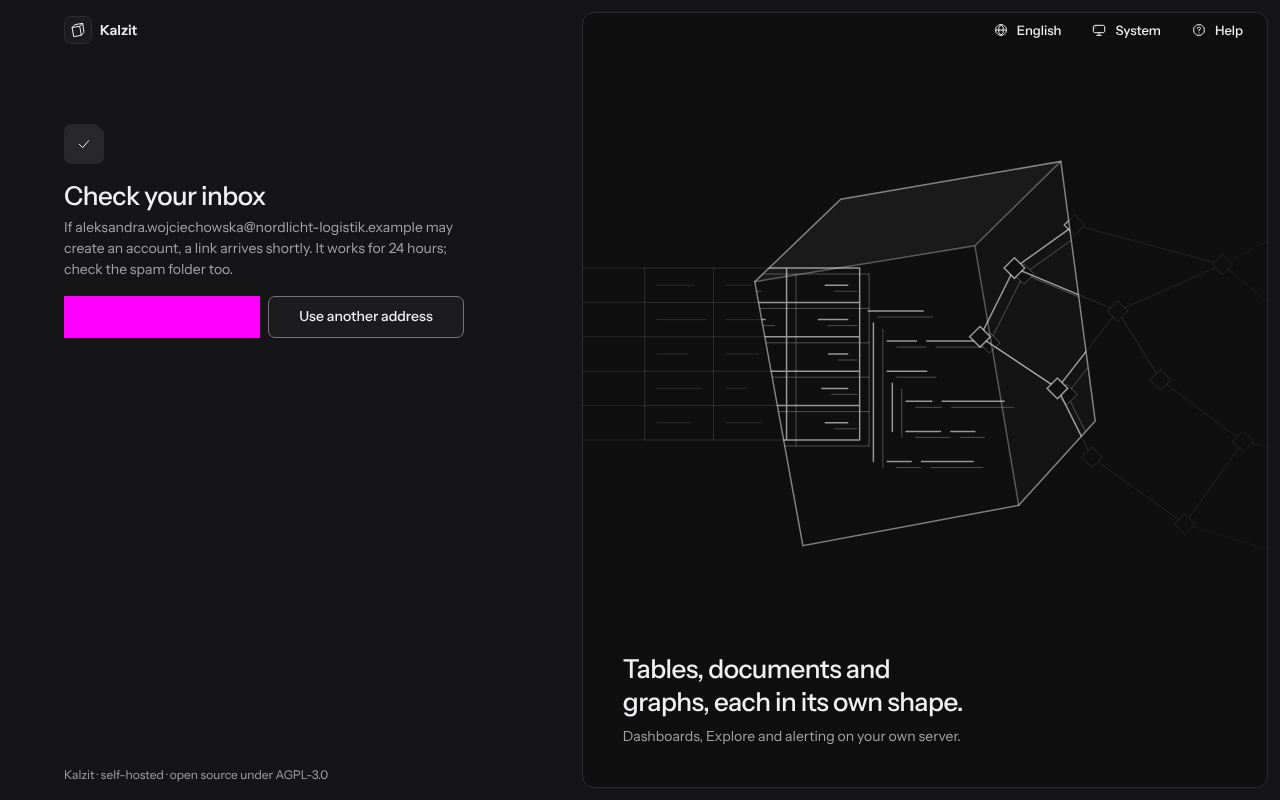 Kalzit
English
System
Help
Check your inbox
If aleksandra.wojciechowska@nordlicht-logistik.example may
create an account, a link arrives shortly. It works for 24 hours;
check the spam folder too.
Use another address
Tables, documents and
graphs, each in its own shape.
Dashboards, Explore and alerting on your own server.
Kalzit · self-hosted · open source under AGPL-3.0